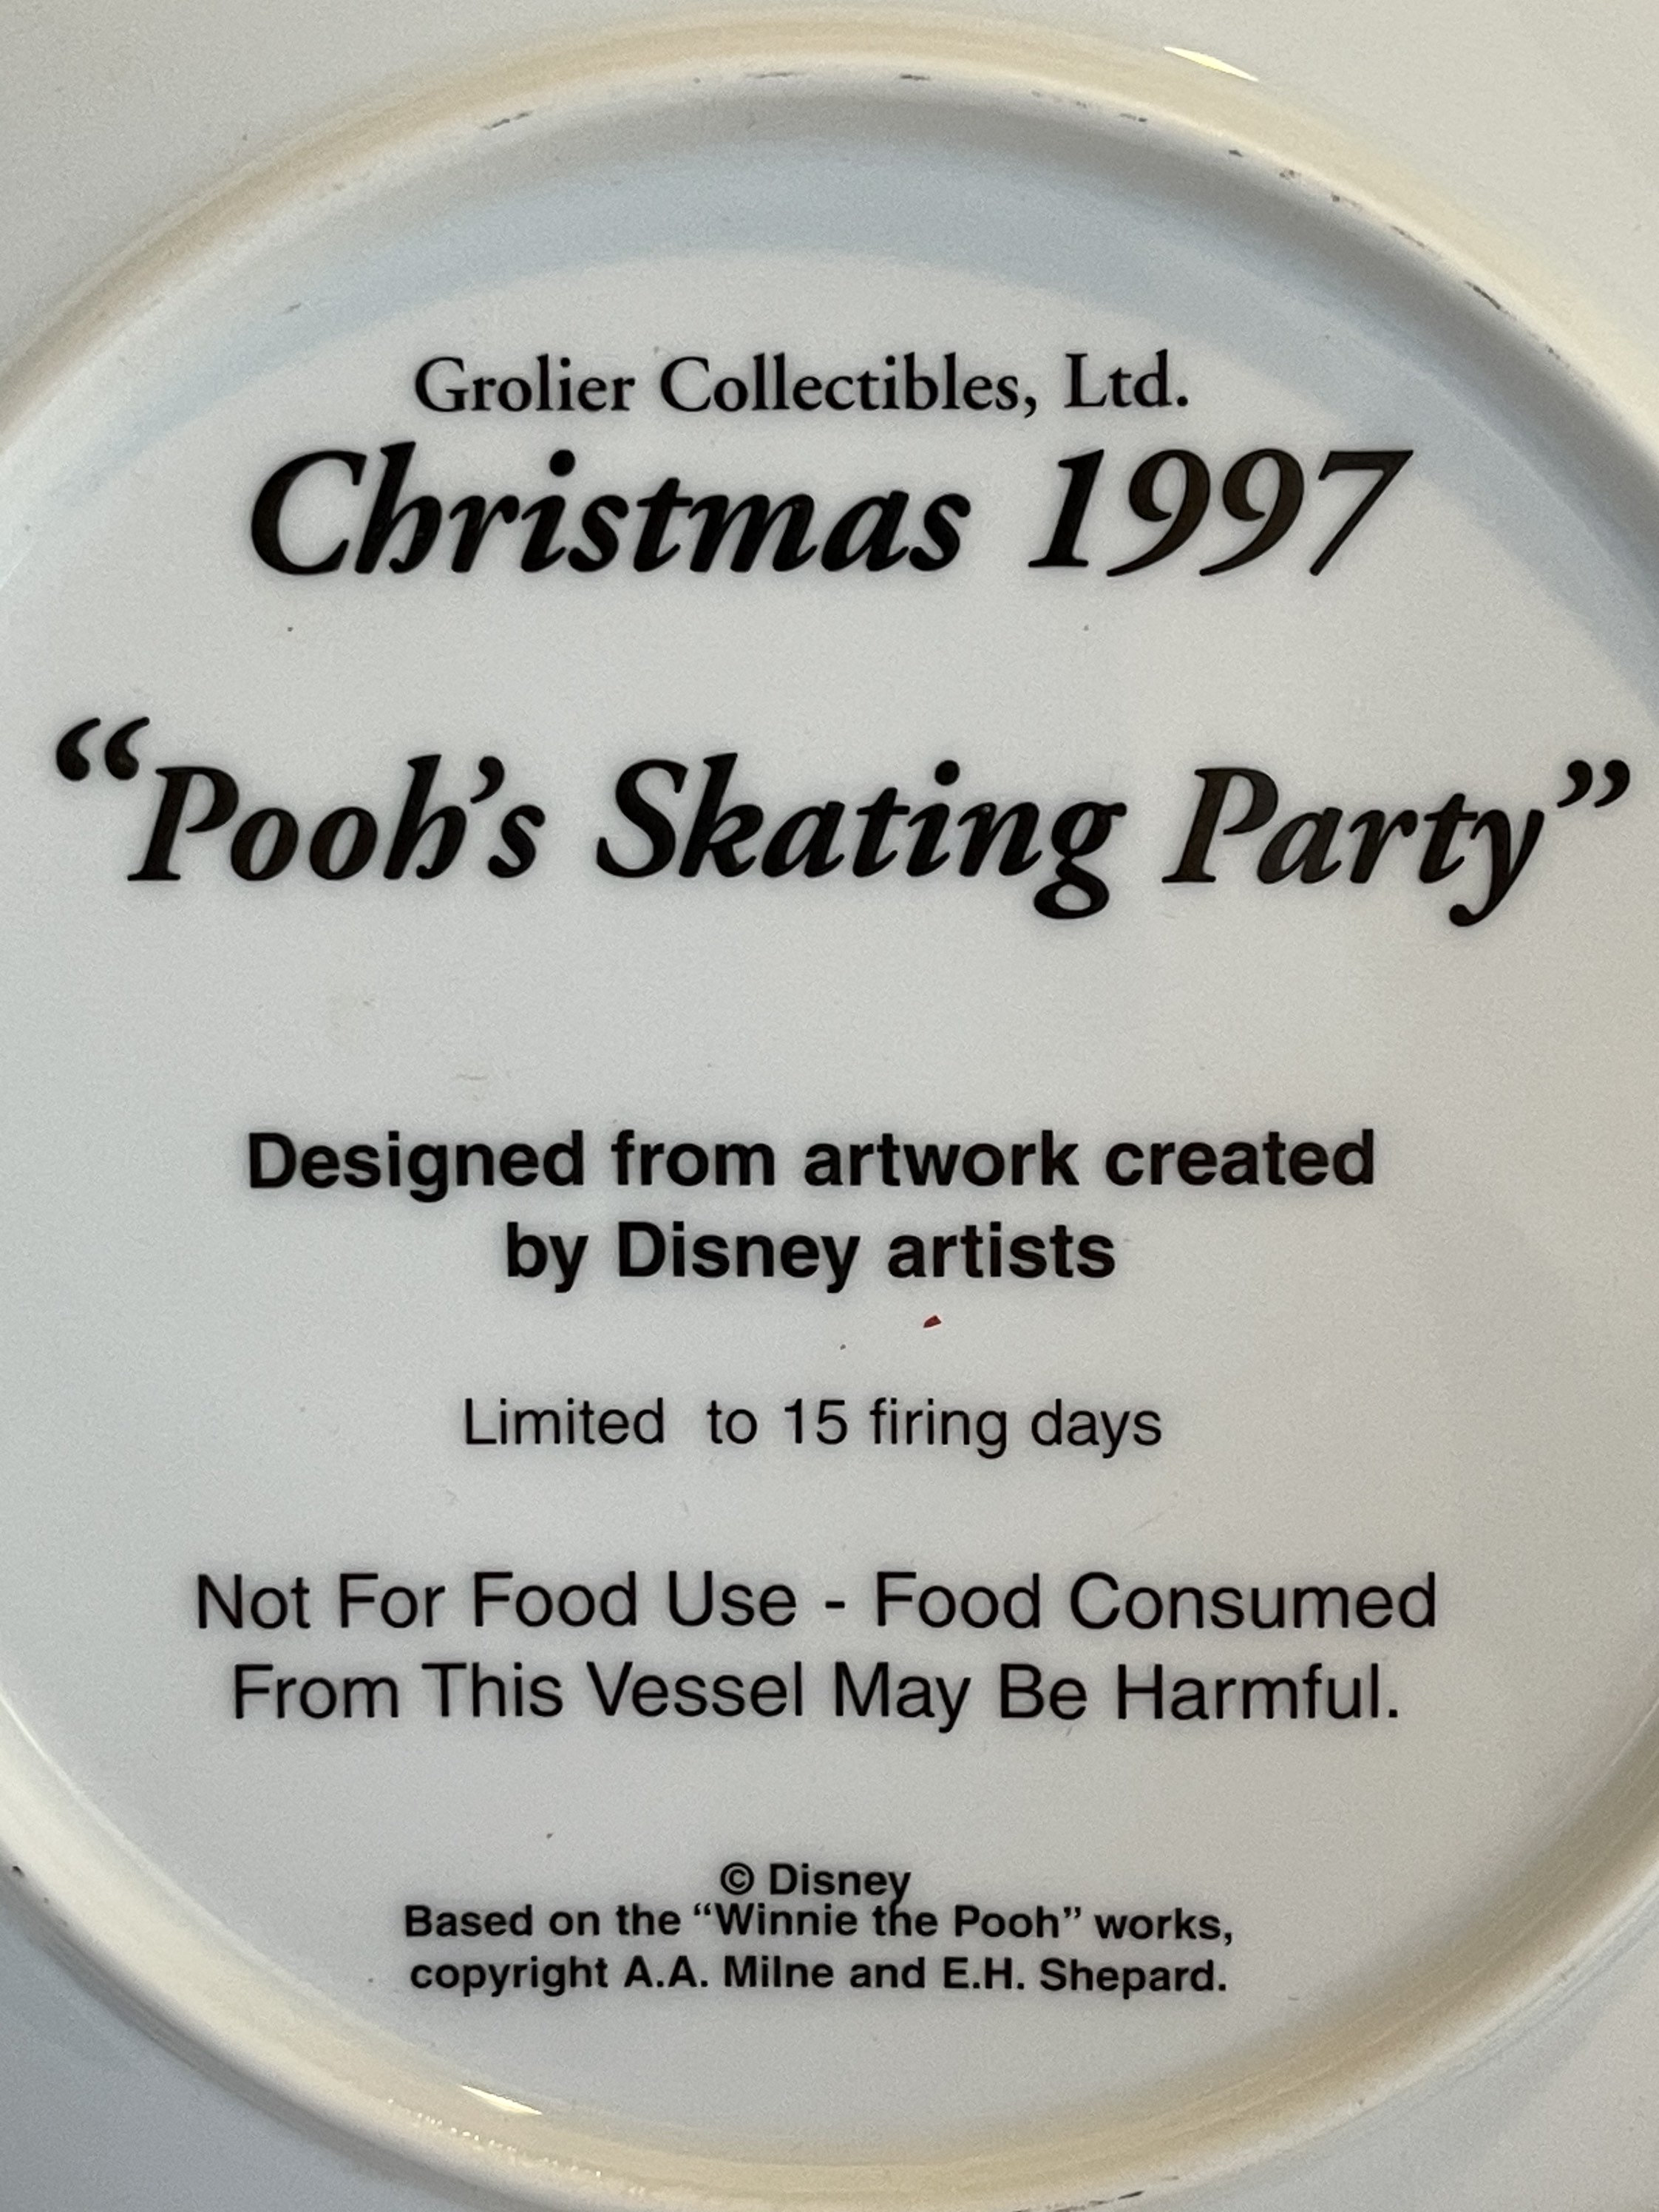 Grolier Collectibles, Ltd.
Christmas 1997
“Pooh’s Skating Party”
Designed from artwork created
by Disney artists
Limited to 15 firing days
Not For Food Use - Food Consumed
From This Vessel May Be Harmful.
© Disney
Based on the “Winnie the Pooh” works,
copyright A.A. Milne and E.H. Shepard.